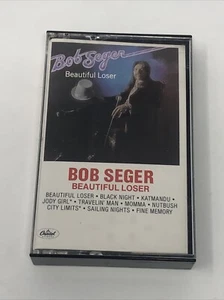 Bob Seger
Beautiful Loser
BOB SEGER
BEAUTIFUL LOSER
BEAUTIFUL LOSER • BLACK NIGHT • KATMANDU •
JODY GIRL* • TRAVELIN' MAN • MOMMA • NUTBUSH
CITY LIMITS* • SAILING NIGHTS • FINE MEMORY
Capitol